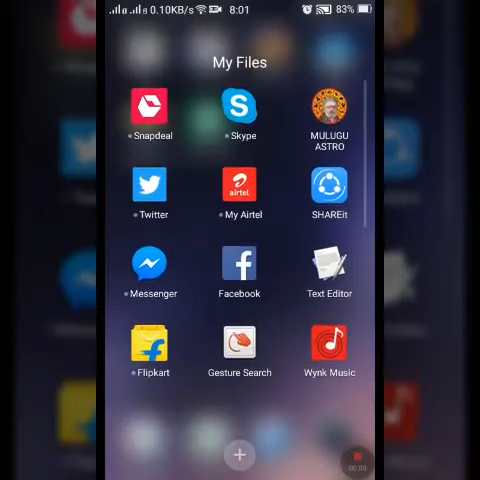 0.10KB/s 8:01 83%
My Files
Snapdeal Skype MULUGU ASTRO
airtel
Twitter My Airtel SHAREit
Messenger Facebook Text Editor
Flipkart Gesture Search Wynk Music
00:05